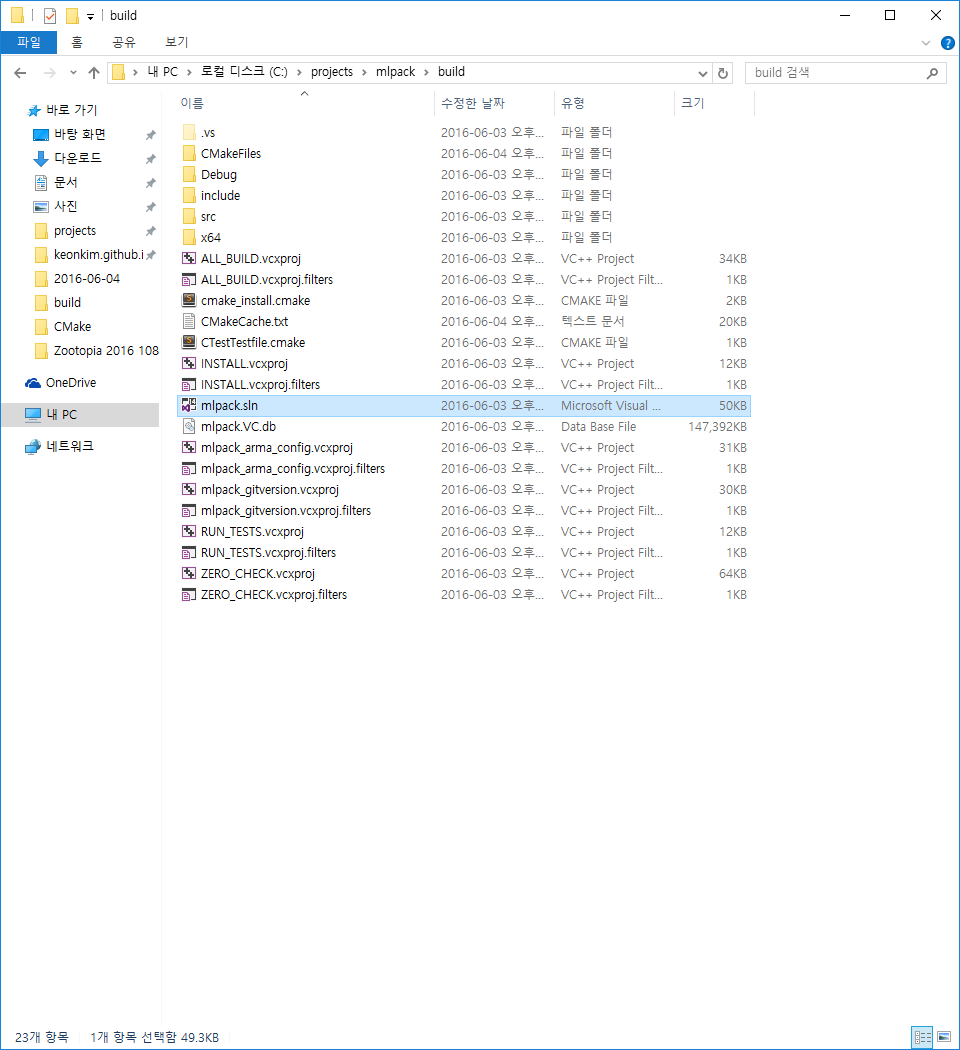 build
파일 홈 공유 보기
내 PC 로컬 디스크 (C:) projects mlpack build
build 검색
바로 가기
바탕 화면
다운로드
문서
사진
projects
keonkim.github.i
2016-06-04
build
CMake
Zootopia 2016 108
OneDrive
내 PC
네트워크
이름 수정한 날짜 유형 크기
.vs 2016-06-03 오후... 파일 폴더
CMakeFiles 2016-06-04 오후... 파일 폴더
Debug 2016-06-03 오후... 파일 폴더
include 2016-06-03 오후... 파일 폴더
src 2016-06-03 오후... 파일 폴더
x64 2016-06-03 오후... 파일 폴더
ALL_BUILD.vcxproj 2016-06-03 오후... VC++ Project 34KB
ALL_BUILD.vcxproj.filters 2016-06-03 오후... VC++ Project Filt... 1KB
cmake_install.cmake 2016-06-03 오후... CMAKE 파일 2KB
CMakeCache.txt 2016-06-04 오후... 텍스트 문서 20KB
CTestTestfile.cmake 2016-06-03 오후... CMAKE 파일 1KB
INSTALL.vcxproj 2016-06-03 오후... VC++ Project 12KB
INSTALL.vcxproj.filters 2016-06-03 오후... VC++ Project Filt... 1KB
mlpack.sln 2016-06-03 오후... Microsoft Visual ... 50KB
mlpack.VC.db 2016-06-03 오후... Data Base File 147,392KB
mlpack_arma_config.vcxproj 2016-06-03 오후... VC++ Project 31KB
mlpack_arma_config.vcxproj.filters 2016-06-03 오후... VC++ Project Filt... 1KB
mlpack_gitversion.vcxproj 2016-06-03 오후... VC++ Project 30KB
mlpack_gitversion.vcxproj.filters 2016-06-03 오후... VC++ Project Filt... 1KB
RUN_TESTS.vcxproj 2016-06-03 오후... VC++ Project 12KB
RUN_TESTS.vcxproj.filters 2016-06-03 오후... VC++ Project Filt... 1KB
ZERO_CHECK.vcxproj 2016-06-03 오후... VC++ Project 64KB
ZERO_CHECK.vcxproj.filters 2016-06-03 오후... VC++ Project Filt... 1KB
23개 항목 1개 항목 선택함 49.3KB